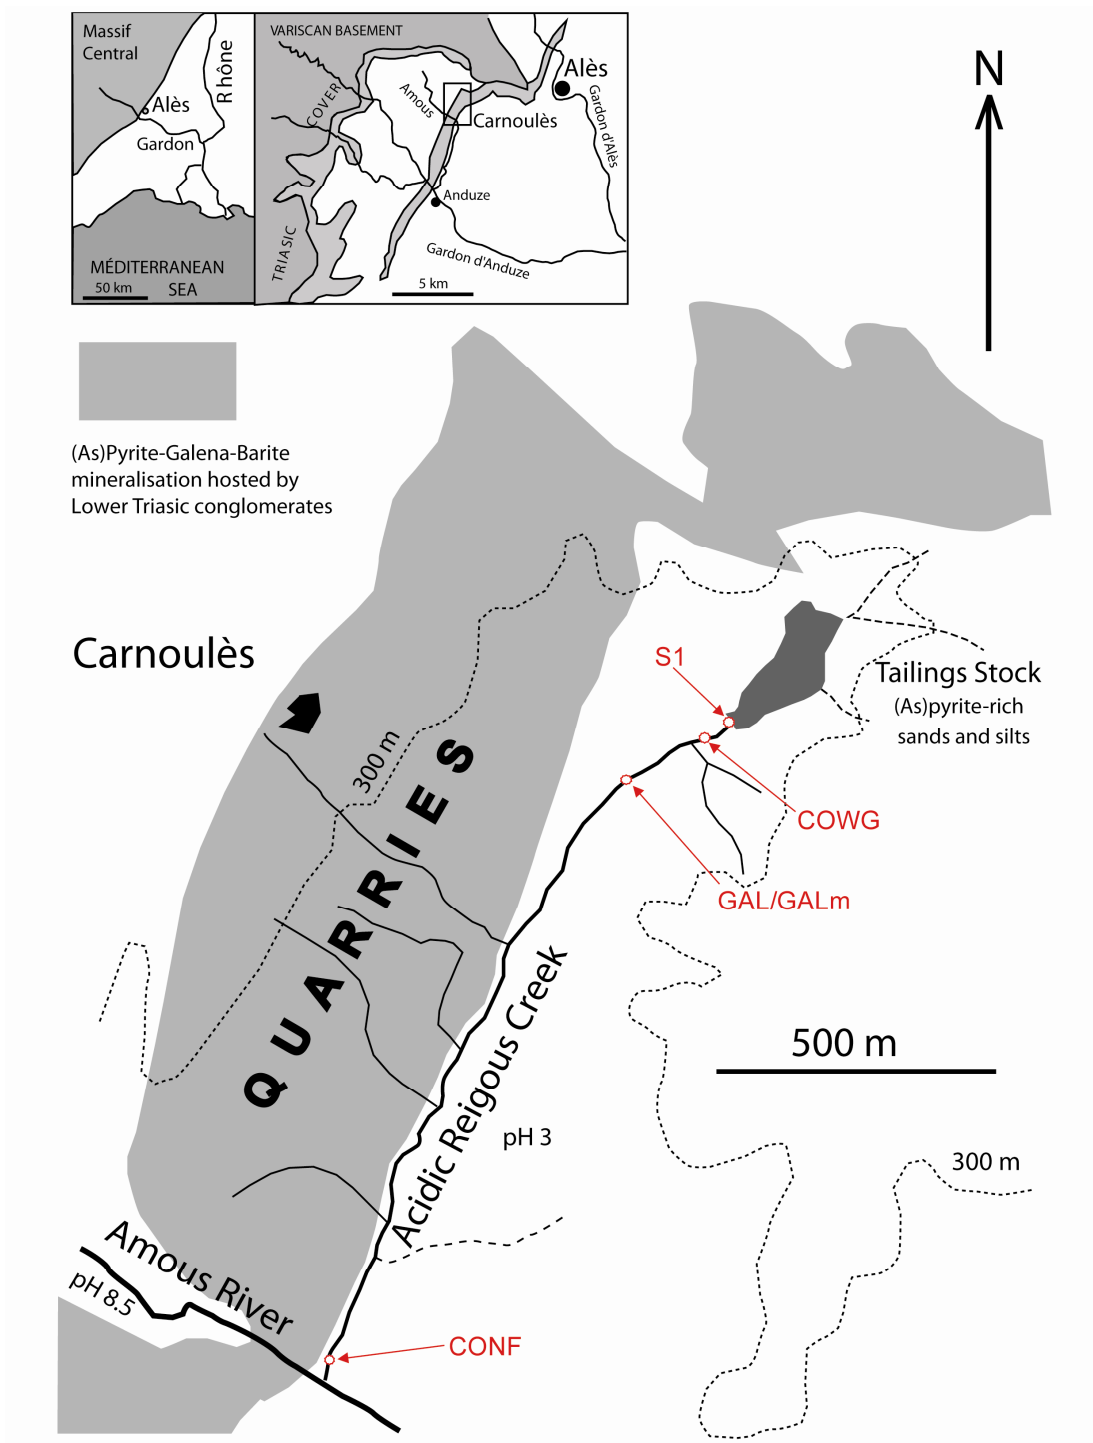 Massif
Central
Rhône
Alès
Gardon
MÉDITERRANEAN
SEA
50 km
VARISCAN BASEMENT
COVER
TRIASIC
Amous
Alès
Carnoulès
Gardon d'Alès
Anduze
Gardon d'Anduze
5 km
N
(As)Pyrite-Galena-Barite
mineralisation hosted by
Lower Triasic conglomerates
Carnoulès
S1
Tailings Stock
(As)pyrite-rich
sands and silts
300 m
COWG
GAL/GALm
QUARRIES
Acidic Reigous Creek
500 m
pH 3
300 m
Amous River
pH 8.5
CONF